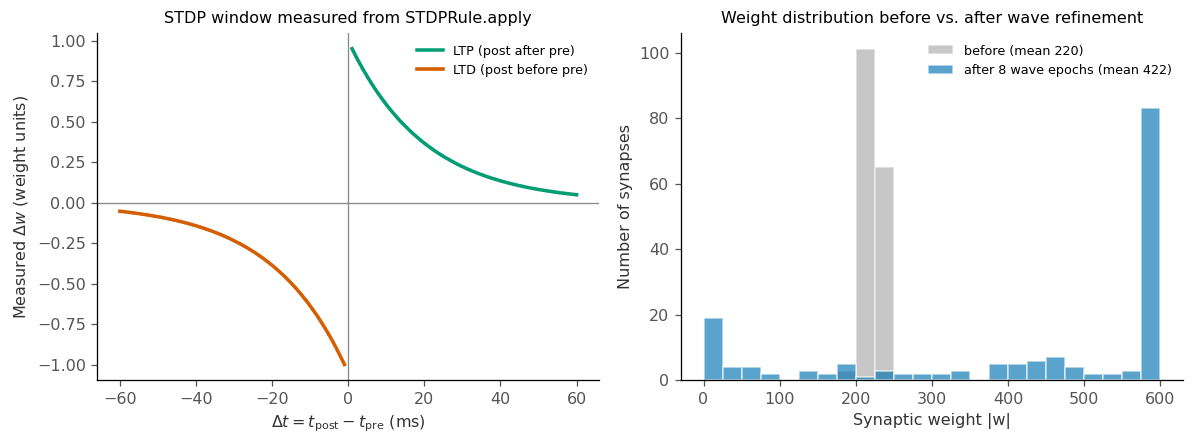 STDP window measured from STDPRule.apply
1.00
0.75
0.50
0.25
0.00
−0.25
−0.50
−0.75
−1.00
Measured Δw (weight units)
LTP (post after pre)
LTD (post before pre)
−60
−40
−20
0
20
40
60
Δt = t_post − t_pre (ms)
Weight distribution before vs. after wave refinement
100
80
60
40
20
0
Number of synapses
before (mean 220)
after 8 wave epochs (mean 422)
0
100
200
300
400
500
600
Synaptic weight |w|